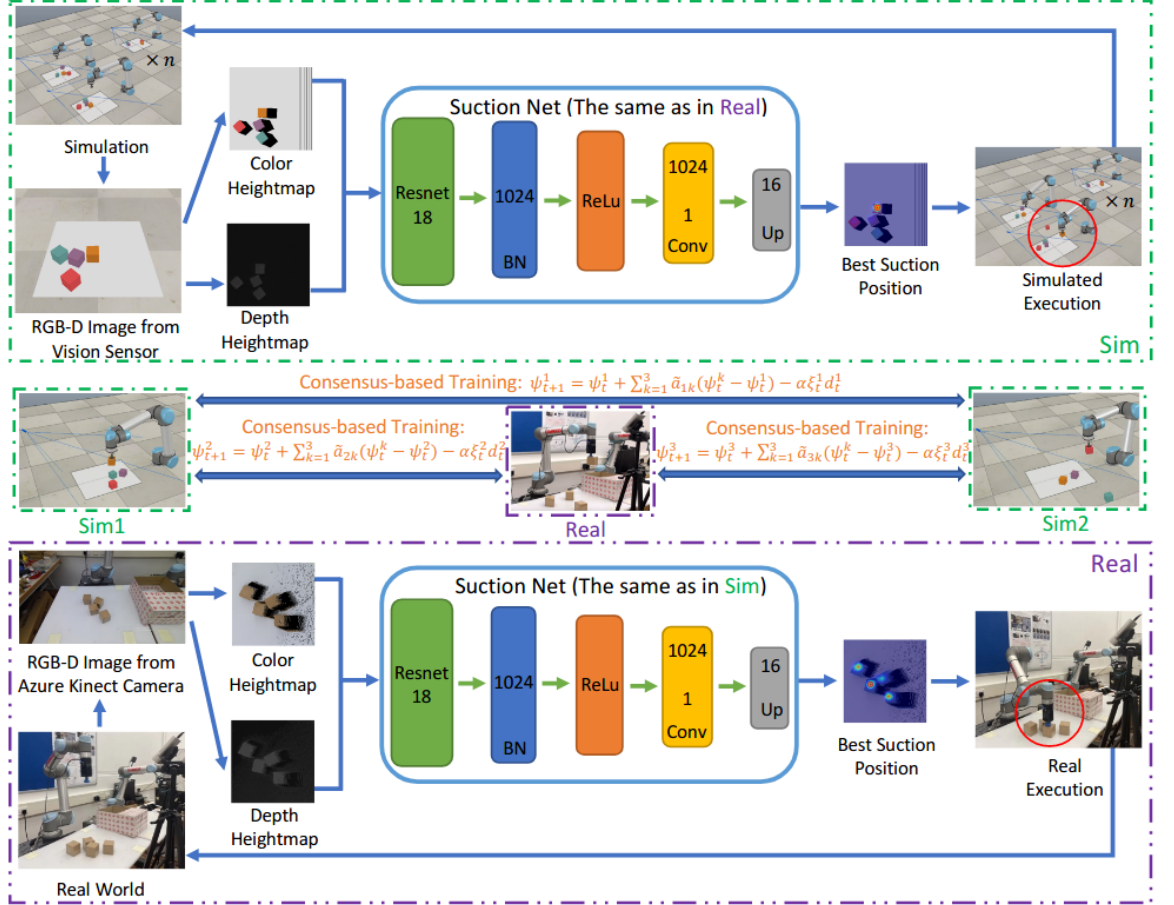 × n
Simulation
RGB-D Image from
Vision Sensor
Color
Heightmap
Depth
Heightmap
Suction Net (The same as in Real)
Resnet
18
1024
BN
ReLu
1024
1
Conv
16
Up
Best Suction
Position
× n
Simulated
Execution
Sim
Consensus-based Training: ψ¹ₜ₊₁ = ψ¹ₜ + ∑³ₖ₌₁ ã₁ₖ(ψᵏₜ − ψ¹ₜ) − αξ¹ₜd¹ₜ
Consensus-based Training:
ψ²ₜ₊₁ = ψ²ₜ + ∑³ₖ₌₁ ã₂ₖ(ψᵏₜ − ψ²ₜ) − αξ²ₜd²ₜ
Consensus-based Training:
ψ³ₜ₊₁ = ψ³ₜ + ∑³ₖ₌₁ ã₃ₖ(ψᵏₜ − ψ³ₜ) − αξ³ₜd³ₜ
Sim1
Real
Sim2
Real
RGB-D Image from
Azure Kinect Camera
Real World
Color
Heightmap
Depth
Heightmap
Suction Net (The same as in Sim)
Resnet
18
1024
BN
ReLu
1024
1
Conv
16
Up
Best Suction
Position
Real
Execution